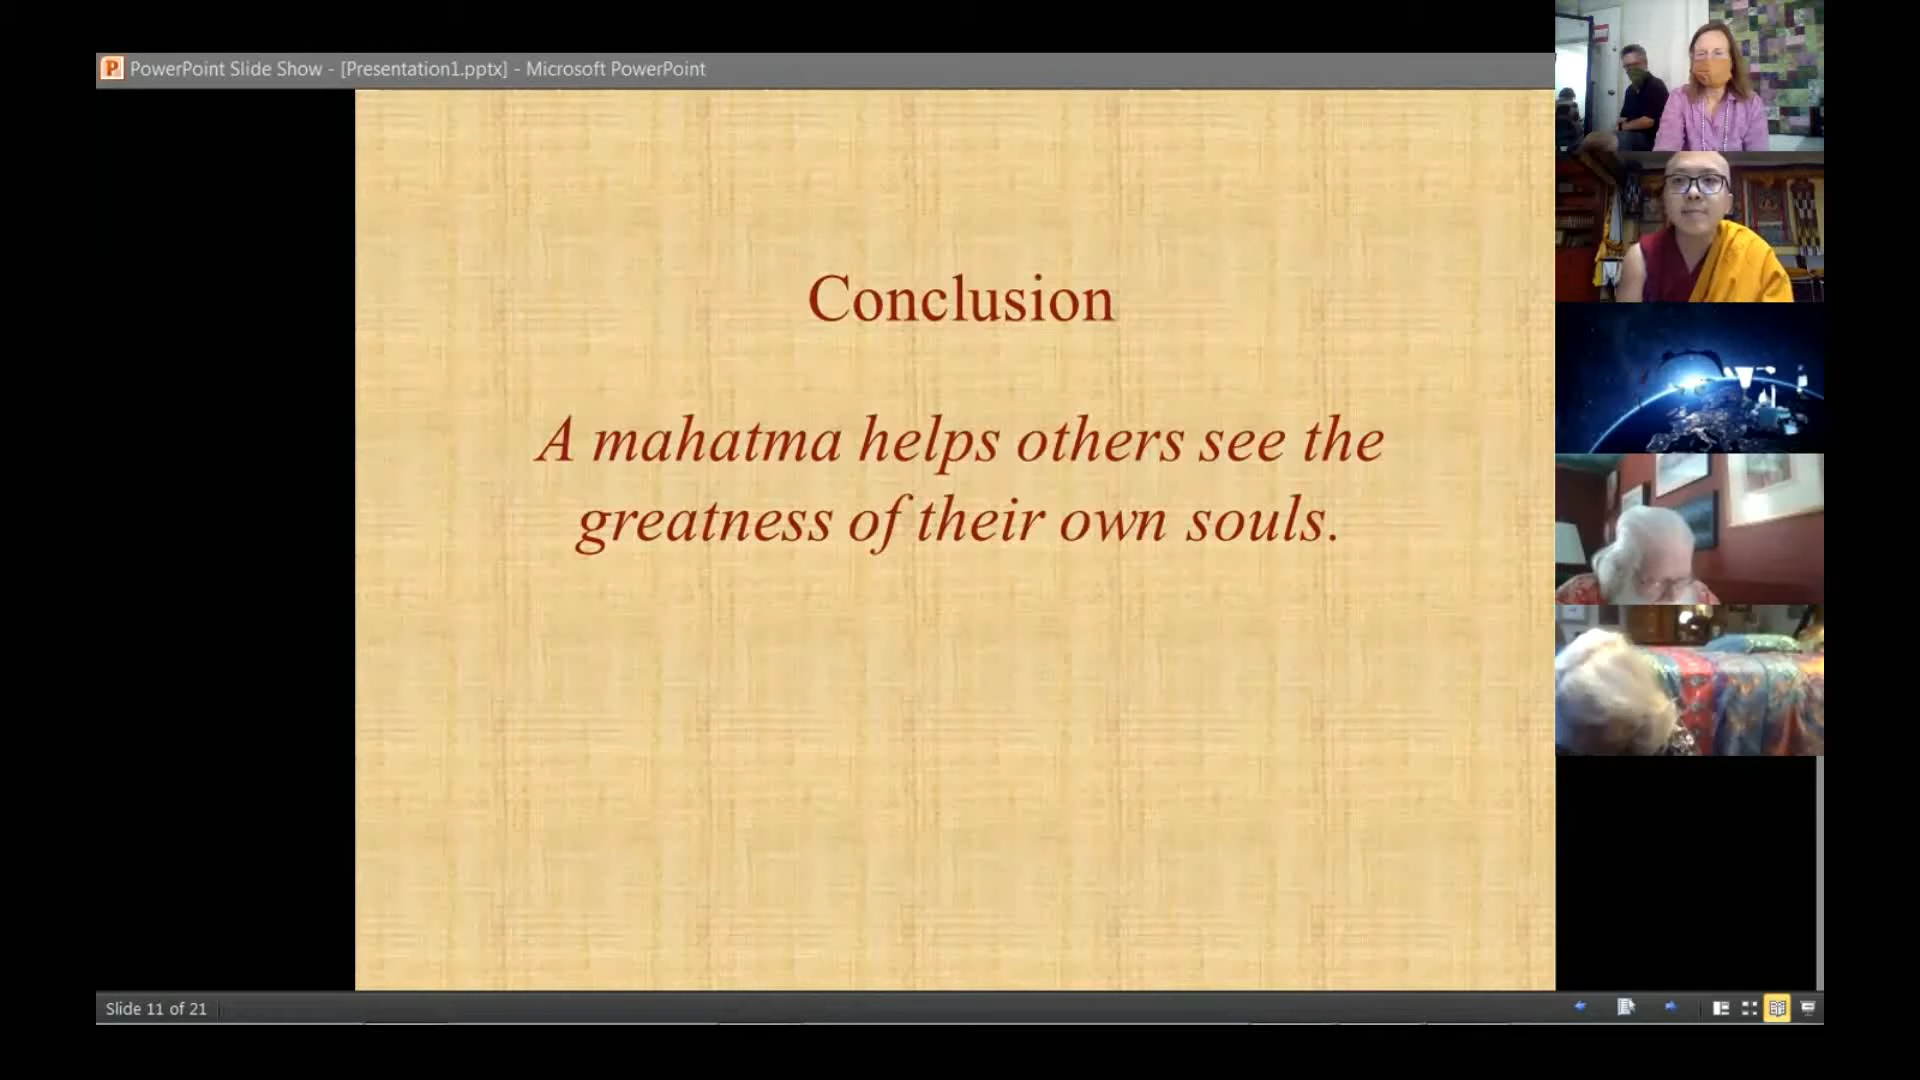 PowerPoint Slide Show - [Presentation1.pptx] - Microsoft PowerPoint
Conclusion
A mahatma helps others see the
greatness of their own souls.
Slide 11 of 21